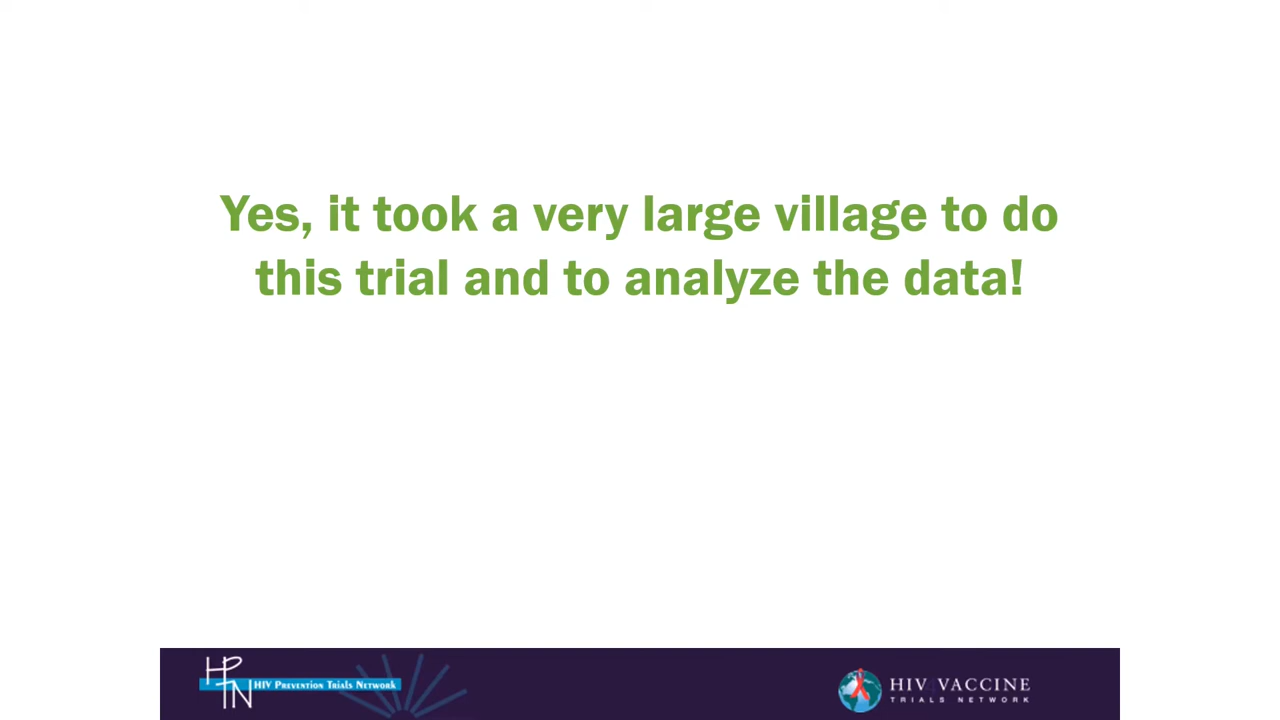 Yes, it took a very large village to do
this trial and to analyze the data!
HPTN
HIV PREVENTION TRIALS NETWORK
HIV VACCINE
TRIALS NETWORK